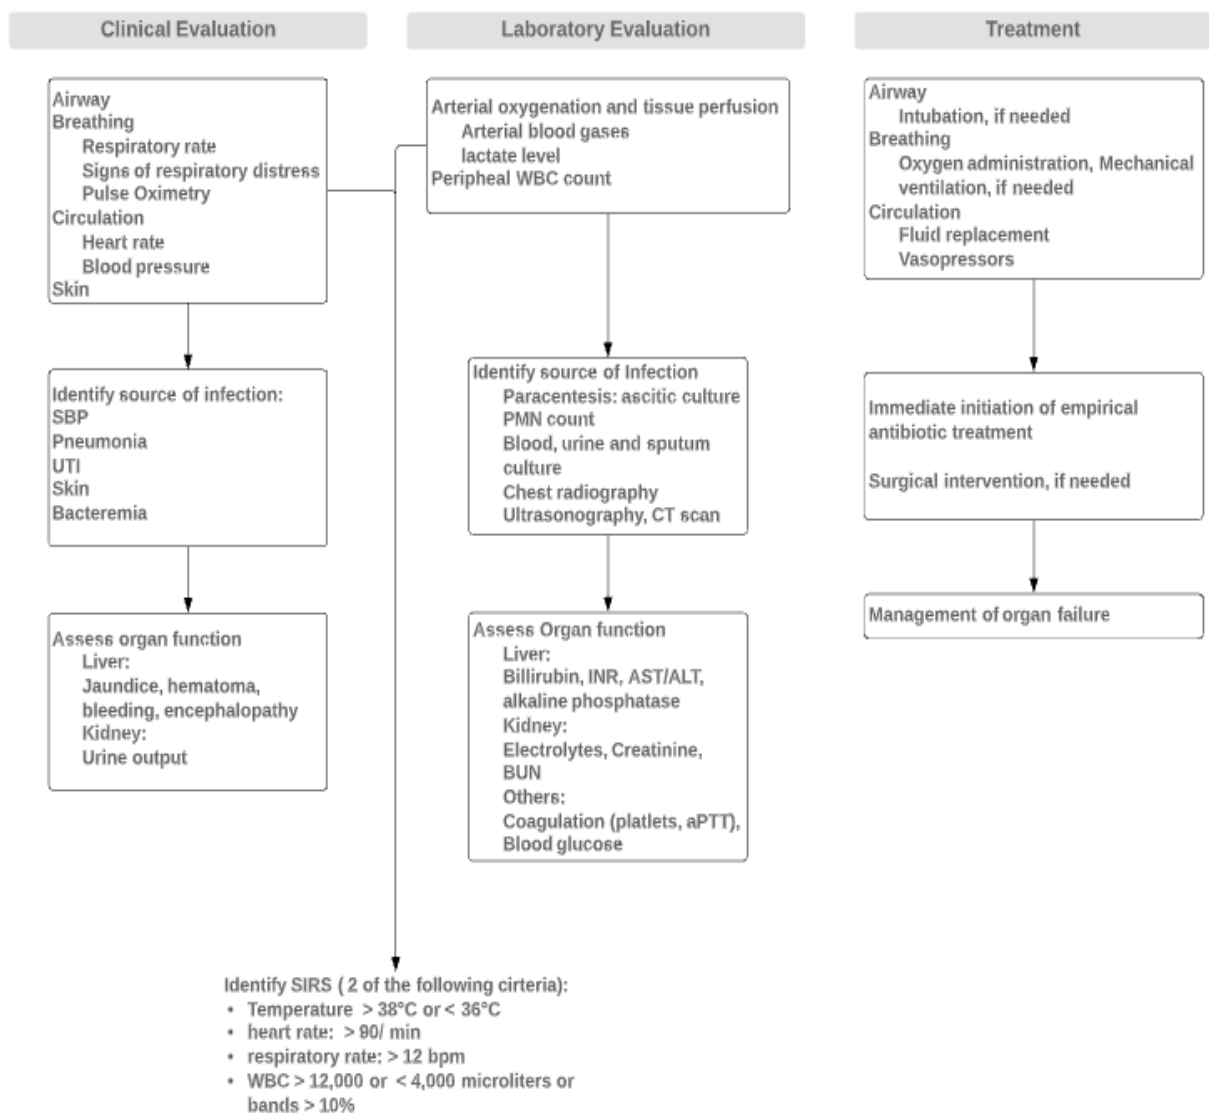 Clinical Evaluation
Airway
Breathing
Respiratory rate
Signs of respiratory distress
Pulse Oximetry
Circulation
Heart rate
Blood pressure
Skin
Identify source of infection:
SBP
Pneumonia
UTI
Skin
Bacteremia
Assess organ function
Liver:
Jaundice, hematoma,
bleeding, encephalopathy
Kidney:
Urine output
Laboratory Evaluation
Arterial oxygenation and tissue perfusion
Arterial blood gases
lactate level
Peripheal WBC count
Identify source of Infection
Paracentesis: ascitic culture
PMN count
Blood, urine and sputum
culture
Chest radiography
Ultrasonography, CT scan
Assess Organ function
Liver:
Billirubin, INR, AST/ALT,
alkaline phosphatase
Kidney:
Electrolytes, Creatinine,
BUN
Others:
Coagulation (platelets, aPTT),
Blood glucose
Treatment
Airway
Intubation, if needed
Breathing
Oxygen administration, Mechanical
ventilation, if needed
Circulation
Fluid replacement
Vasopressors
Immediate initiation of empirical
antibiotic treatment
Surgical intervention, if needed
Management of organ failure
Identify SIRS ( 2 of the following cirteria):
• Temperature > 38°C or < 36°C
• heart rate: > 90/ min
• respiratory rate: > 12 bpm
• WBC > 12,000 or < 4,000 microliters or
bands > 10%